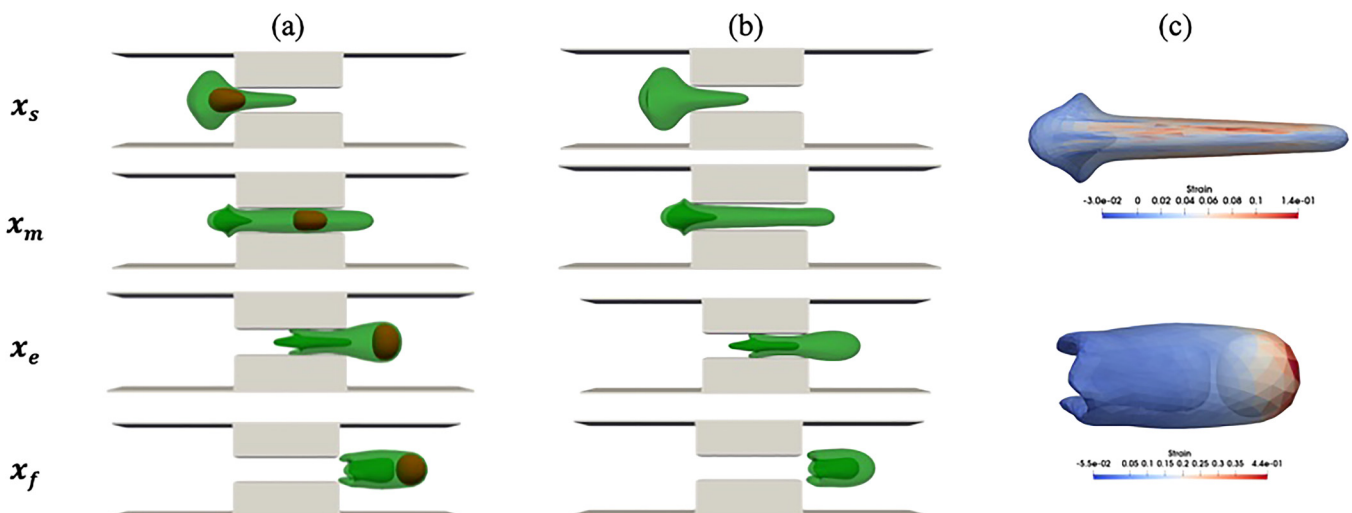 (a) (b) (c)
x_s
x_m
Strain
-3.0e-02 0 0.02 0.04 0.06 0.08 0.1 1.4e-01
x_e
x_f
Strain
-5.5e-02 0.05 0.1 0.15 0.2 0.25 0.3 0.35 4.4e-01